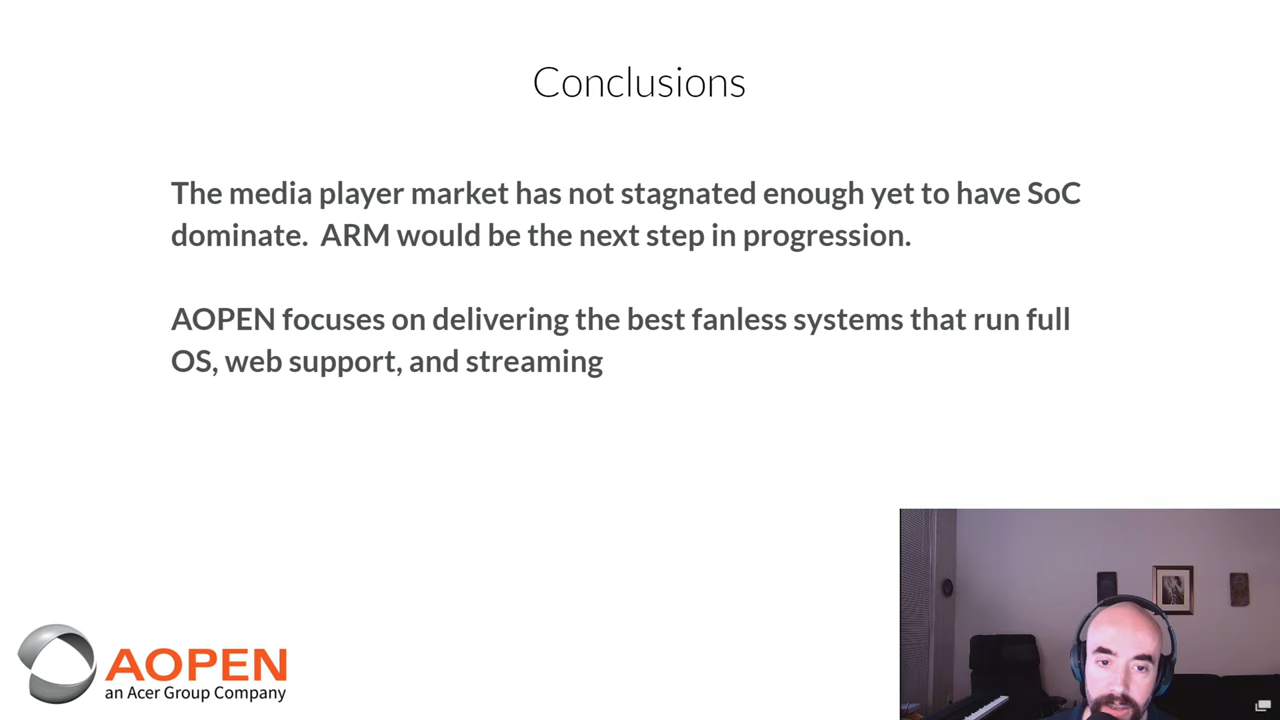 Conclusions
The media player market has not stagnated enough yet to have SoC
dominate.  ARM would be the next step in progression.
AOPEN focuses on delivering the best fanless systems that run full
OS, web support, and streaming
AOPEN
an Acer Group Company